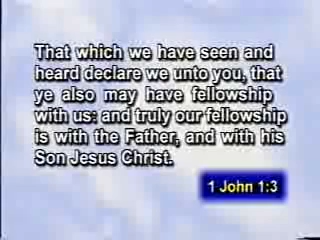 That which we have seen and
heard declare we unto you, that
ye also may have fellowship
with us: and truly our fellowship
is with the Father, and with his
Son Jesus Christ.
1 John 1:3